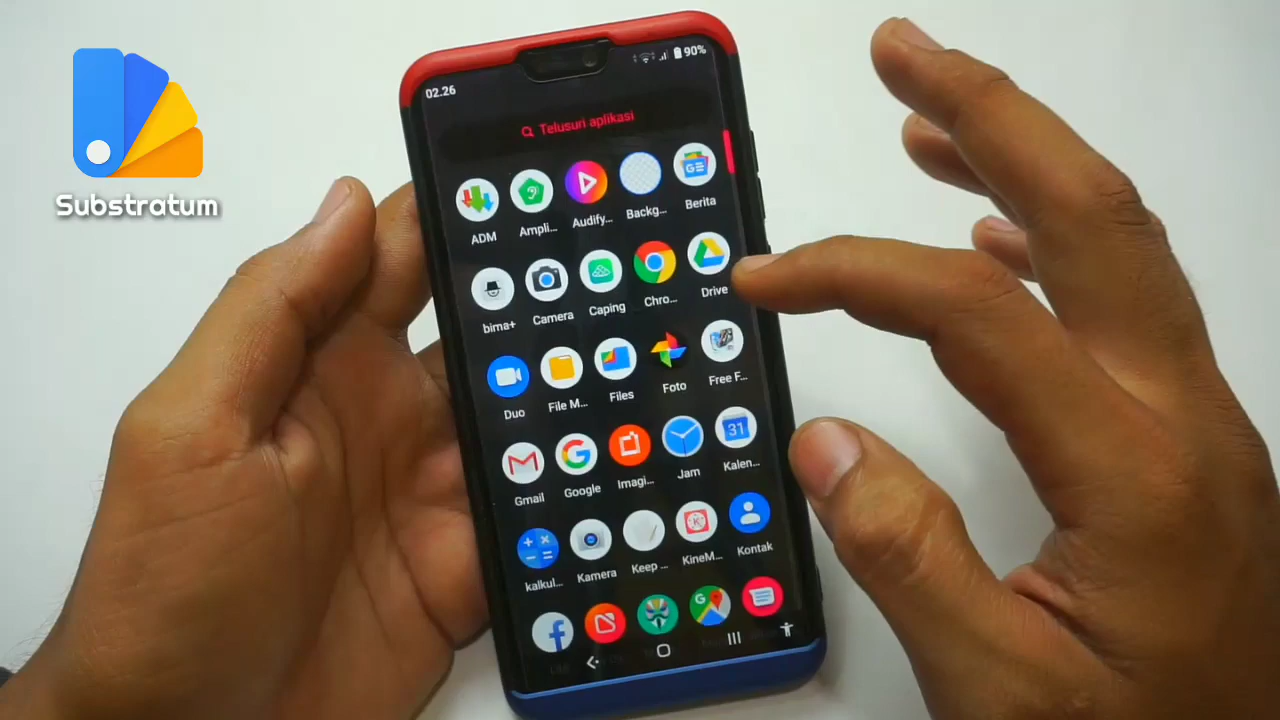 Substratum
02.26
90%
Telusuri aplikasi
ADM
Ampli...
Audify...
Backg...
Berita
bima+
Camera
Caping
Chro...
Drive
Duo
File M...
Files
Foto
Free F...
Gmail
Google
Imagi...
Jam
31
Kalen...
kalkul...
Kamera
Keep ...
KineM...
Kontak